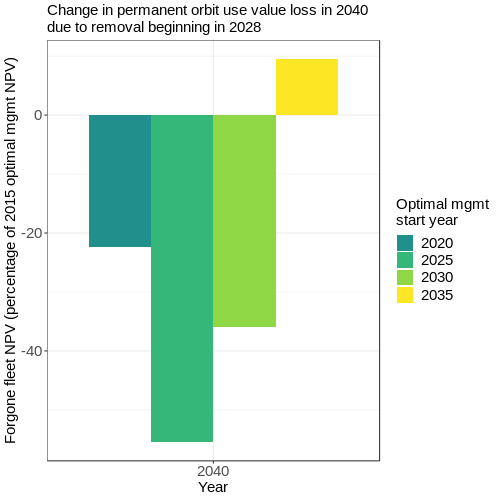 Change in permanent orbit use value loss in 2040
due to removal beginning in 2028
Forgone fleet NPV (percentage of 2015 optimal mgmt NPV)
0
-20
-40
2040
Year
Optimal mgmt
start year
2020
2025
2030
2035